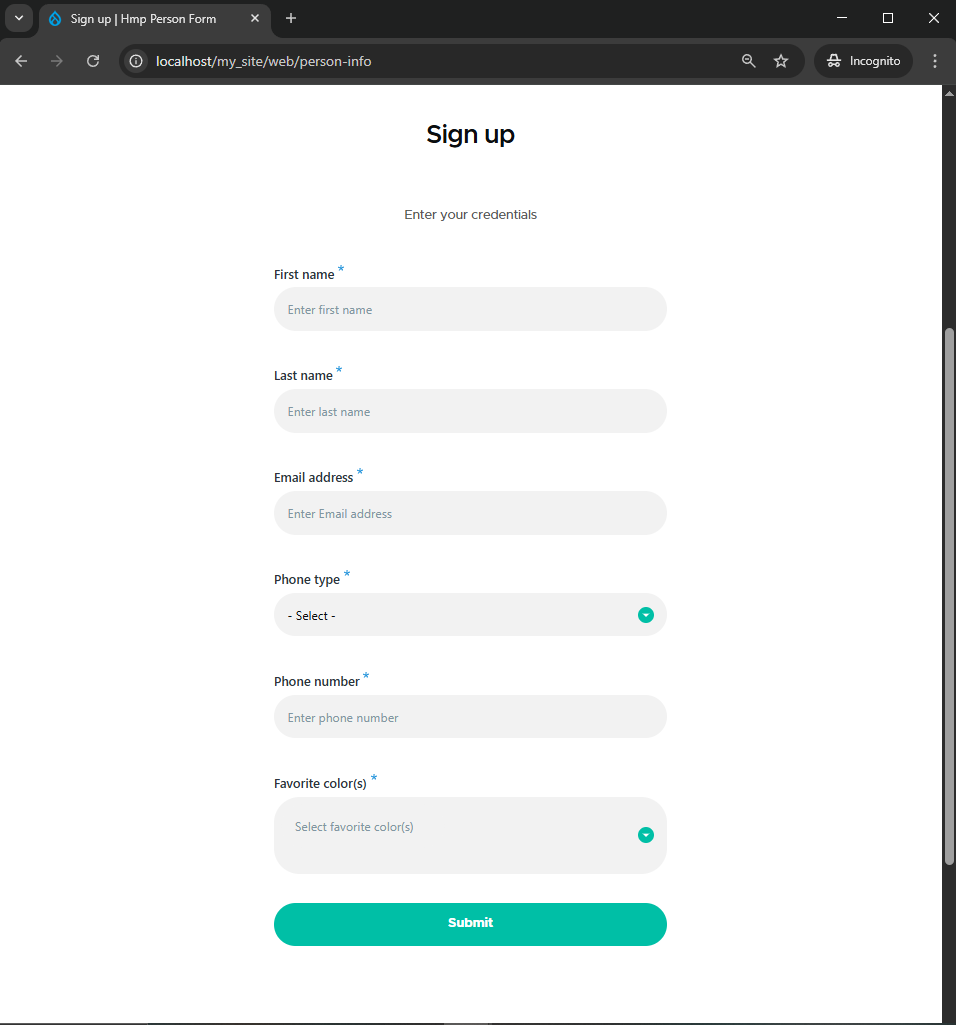 Sign up | Hmp Person Form
localhost/my_site/web/person-info
Incognito
Sign up
Enter your credentials
First name *
Enter first name
Last name *
Enter last name
Email address *
Enter Email address
Phone type *
- Select -
Phone number *
Enter phone number
Favorite color(s) *
Select favorite color(s)
Submit